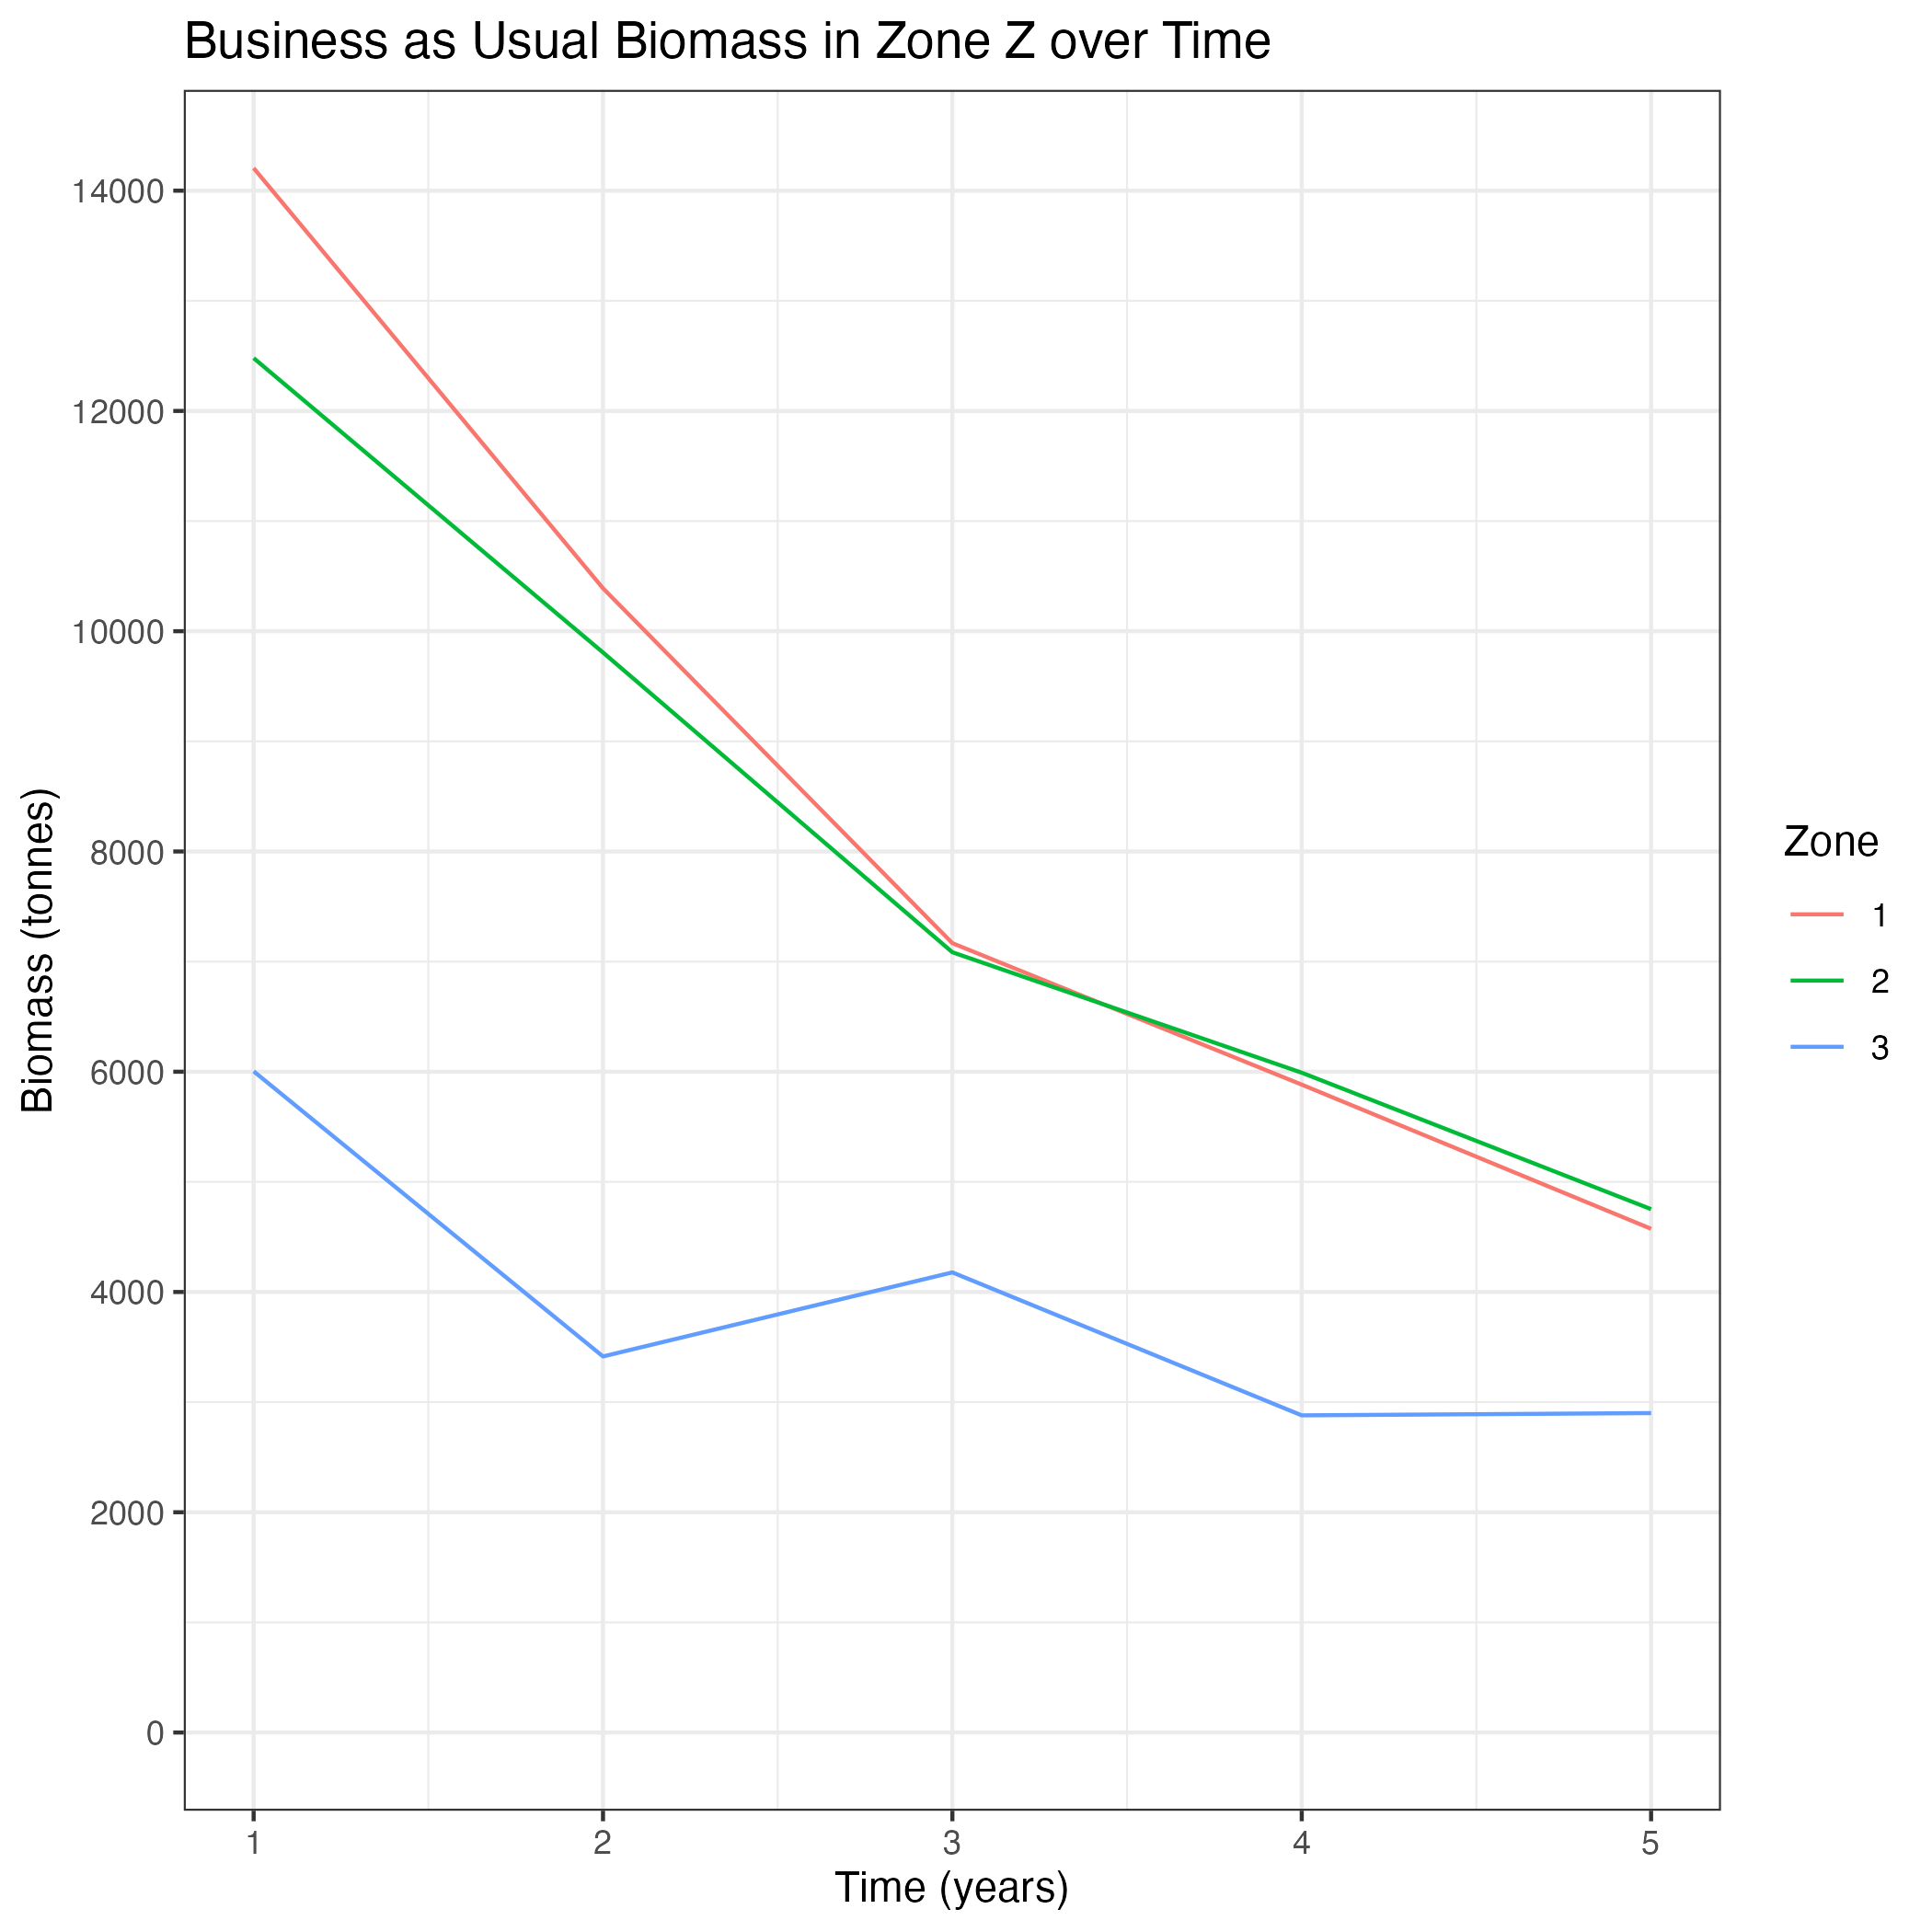 Business as Usual Biomass in Zone Z over Time
14000
12000
10000
8000
6000
4000
2000
0
Biomass (tonnes)
1 2 3 4 5
Time (years)
Zone
1
2
3